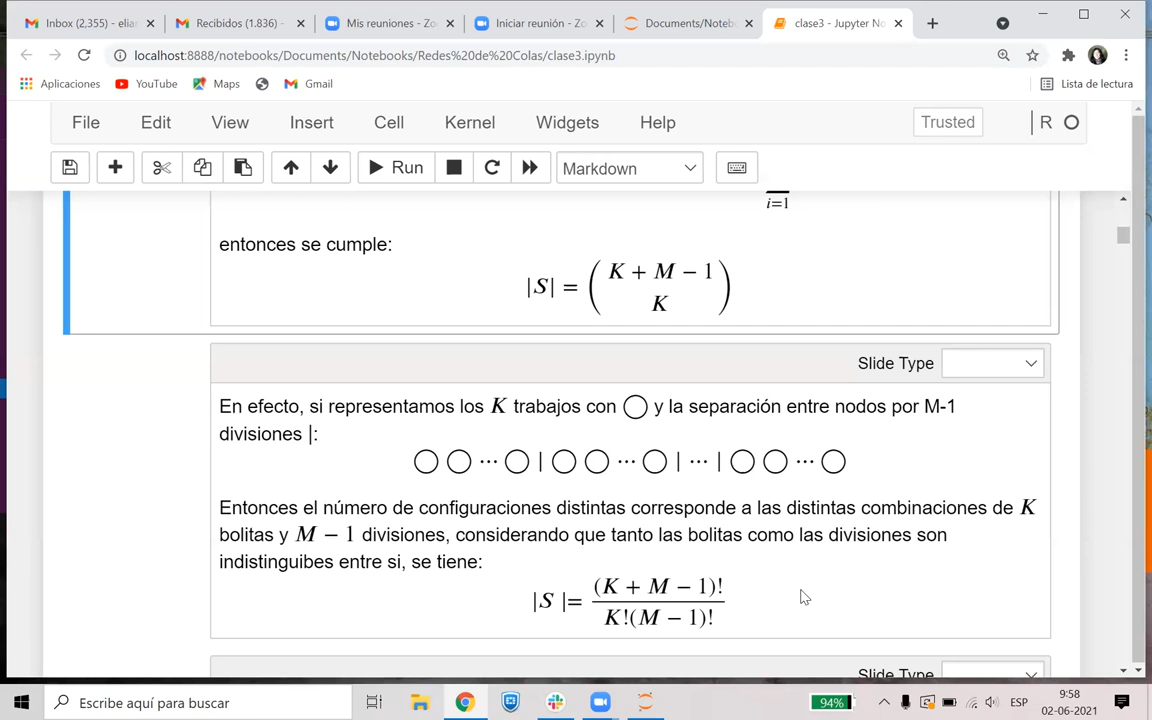 Inbox (2,355) - elia
Recibidos (1.836) -
Mis reuniones - Zo
Iniciar reunión - Zo
Documents/Noteb
clase3 - Jupyter No
localhost:8888/notebooks/Documents/Notebooks/Redes%20de%20Colas/clase3.ipynb
Aplicaciones YouTube Maps Gmail Lista de lectura
File Edit View Insert Cell Kernel Widgets Help Trusted R
Run Markdown
i=1
entonces se cumple:
|S| = ( K + M − 1
K )
Slide Type
En efecto, si representamos los K trabajos con ◯ y la separación entre nodos por M-1
divisiones |:
◯ ◯ ··· ◯ | ◯ ◯ ··· ◯ | ··· | ◯ ◯ ··· ◯
Entonces el número de configuraciones distintas corresponde a las distintas combinaciones de K
bolitas y M − 1 divisiones, considerando que tanto las bolitas como las divisiones son
indistinguibes entre si, se tiene:
(K + M − 1)!
|S |=
K!(M − 1)!
Slide Type
Escribe aquí para buscar
94%
ESP
9:58
02-06-2021